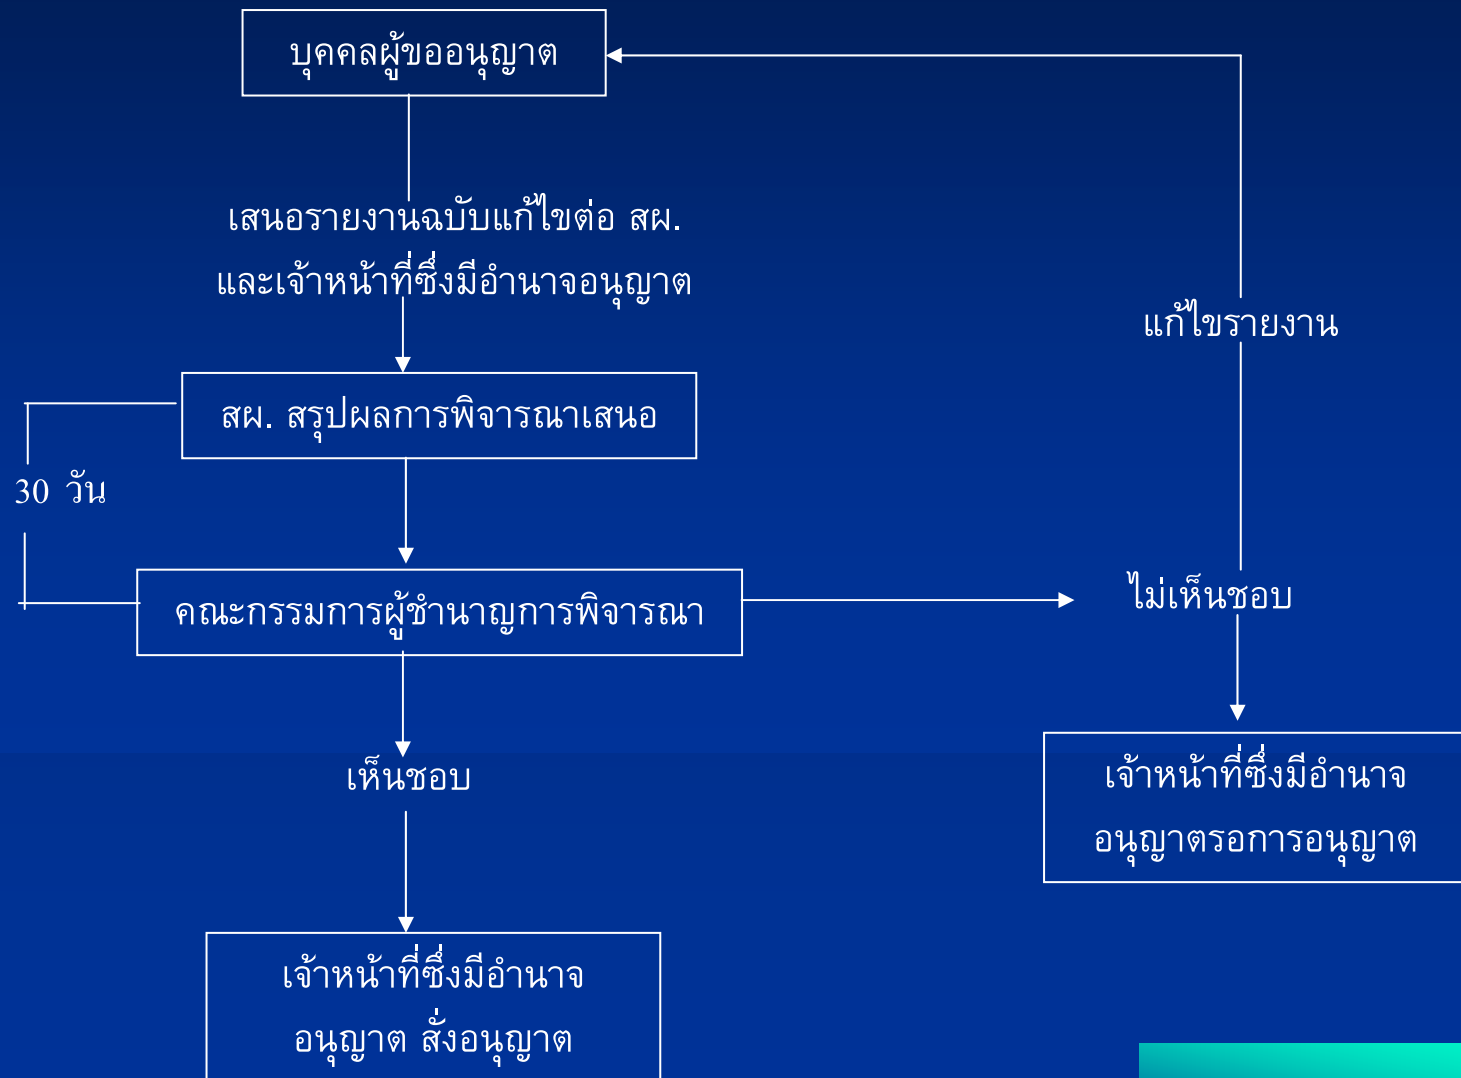 บุคคลผู้ขออนุญาต
เสนอรายงานฉบับแก้ไขต่อ สผ.
และเจ้าหน้าที่ซึ่งมีอำนาจอนุญาต
แก้ไขรายงาน
สผ. สรุปผลการพิจารณาเสนอ
30 วัน
คณะกรรมการผู้ชำนาญการพิจารณา
ไม่เห็นชอบ
เห็นชอบ
เจ้าหน้าที่ซึ่งมีอำนาจ
อนุญาตรอการอนุญาต
เจ้าหน้าที่ซึ่งมีอำนาจ
อนุญาต สั่งอนุญาต